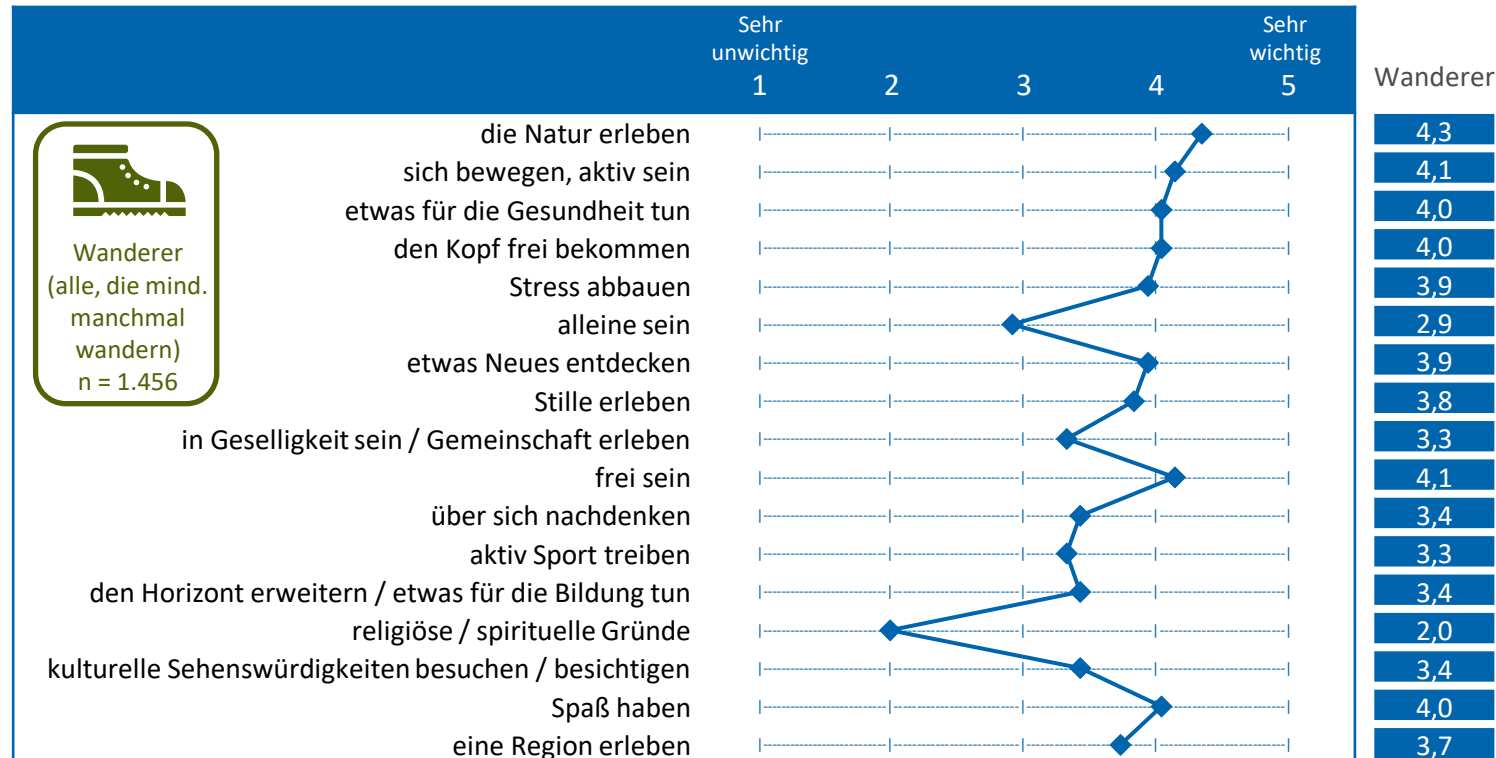 Sehr
unwichtig
Sehr
wichtig
1 2 3 4 5
Wanderer
Wanderer
(alle, die mind.
manchmal
wandern)
n = 1.456
die Natur erleben 4,3
sich bewegen, aktiv sein 4,1
etwas für die Gesundheit tun 4,0
den Kopf frei bekommen 4,0
Stress abbauen 3,9
alleine sein 2,9
etwas Neues entdecken 3,9
Stille erleben 3,8
in Geselligkeit sein / Gemeinschaft erleben 3,3
frei sein 4,1
über sich nachdenken 3,4
aktiv Sport treiben 3,3
den Horizont erweitern / etwas für die Bildung tun 3,4
religiöse / spirituelle Gründe 2,0
kulturelle Sehenswürdigkeiten besuchen / besichtigen 3,4
Spaß haben 4,0
eine Region erleben 3,7